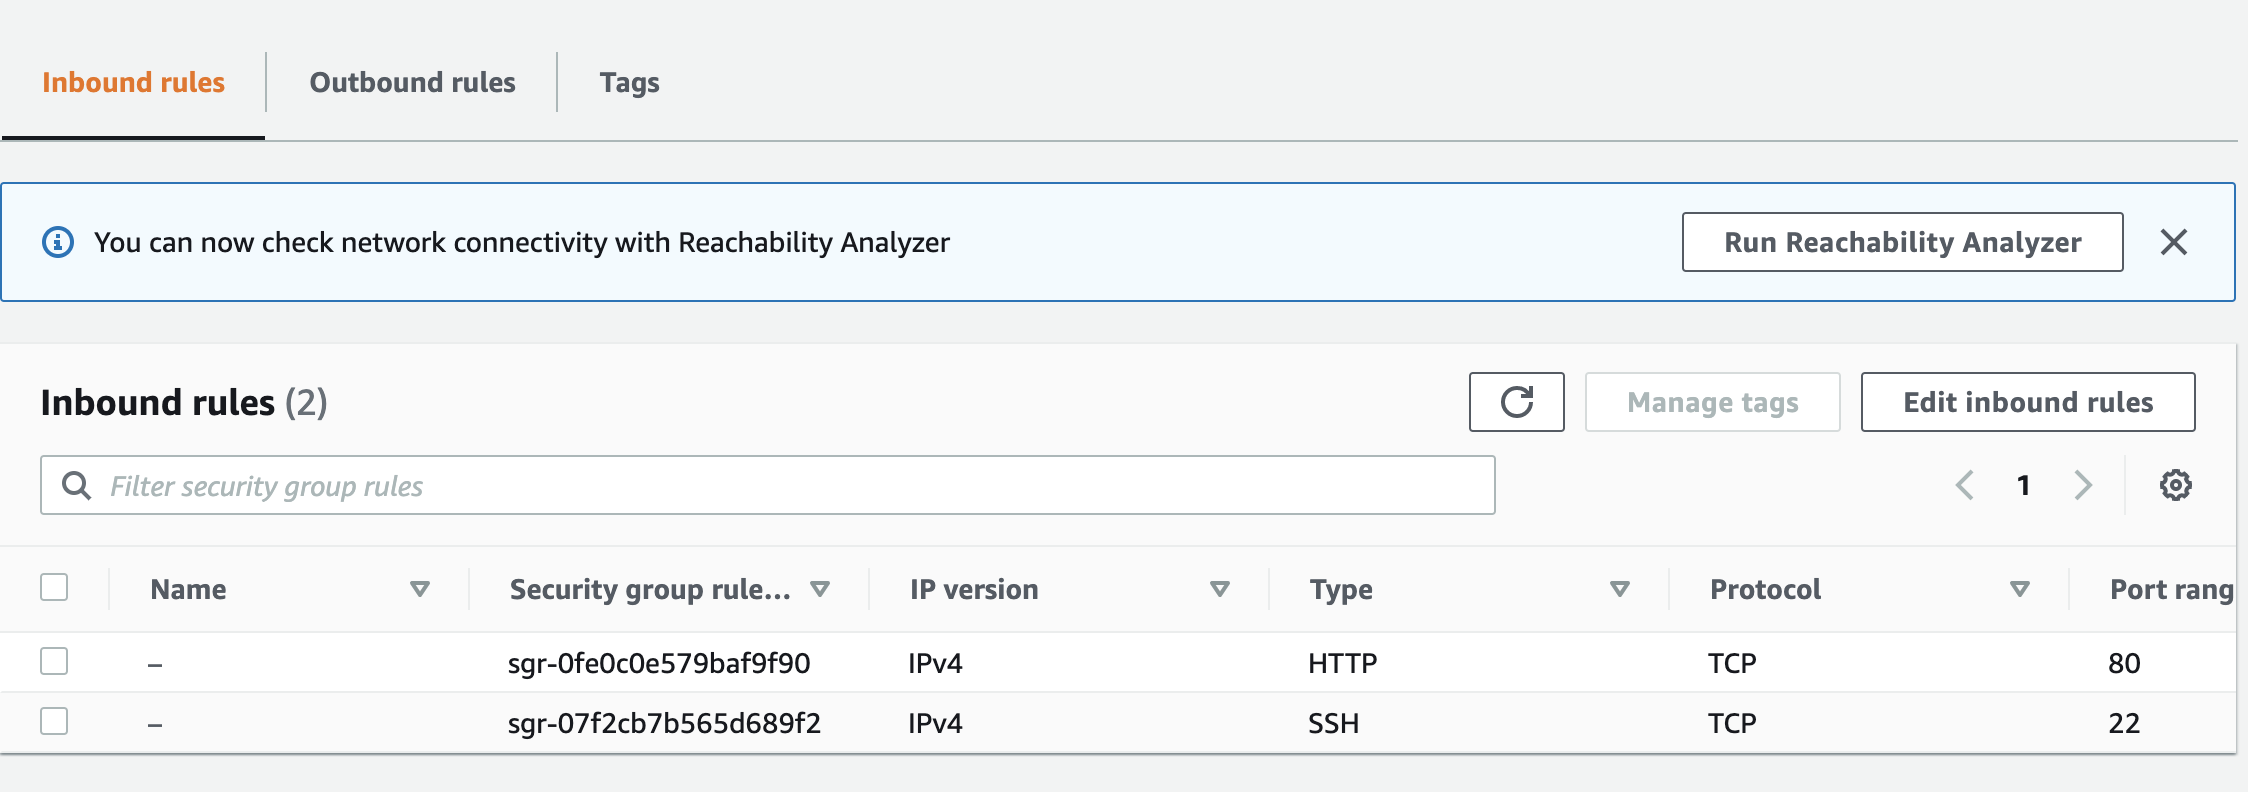 Inbound rules Outbound rules Tags
You can now check network connectivity with Reachability Analyzer Run Reachability Analyzer
Inbound rules (2) Manage tags Edit inbound rules
Filter security group rules 1
Name Security group rule... IP version Type Protocol Port rang
– sgr-0fe0c0e579baf9f90 IPv4 HTTP TCP 80
– sgr-07f2cb7b565d689f2 IPv4 SSH TCP 22